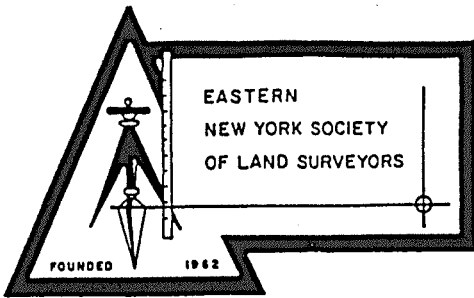 EASTERN
NEW YORK SOCIETY
OF LAND SURVEYORS
FOUNDED 1962